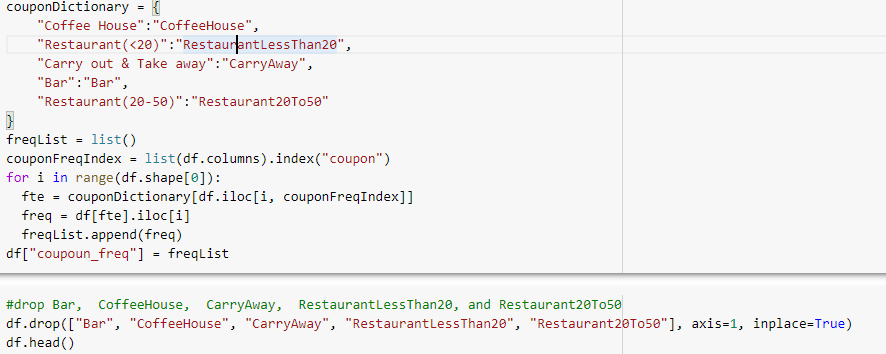 couponDictionary = {
    "Coffee House":"CoffeeHouse",
    "Restaurant(<20)":"RestaurantLessThan20",
    "Carry out & Take away":"CarryAway",
    "Bar":"Bar",
    "Restaurant(20-50)":"Restaurant20To50"
}
freqList = list()
couponFreqIndex = list(df.columns).index("coupon")
for i in range(df.shape[0]):
  fte = couponDictionary[df.iloc[i, couponFreqIndex]]
  freq = df[fte].iloc[i]
  freqList.append(freq)
df["coupoun_freq"] = freqList
#drop Bar,  CoffeeHouse,  CarryAway,  RestaurantLessThan20, and Restaurant20To50
df.drop(["Bar", "CoffeeHouse", "CarryAway", "RestaurantLessThan20", "Restaurant20To50"], axis=1, inplace=True)
df.head()